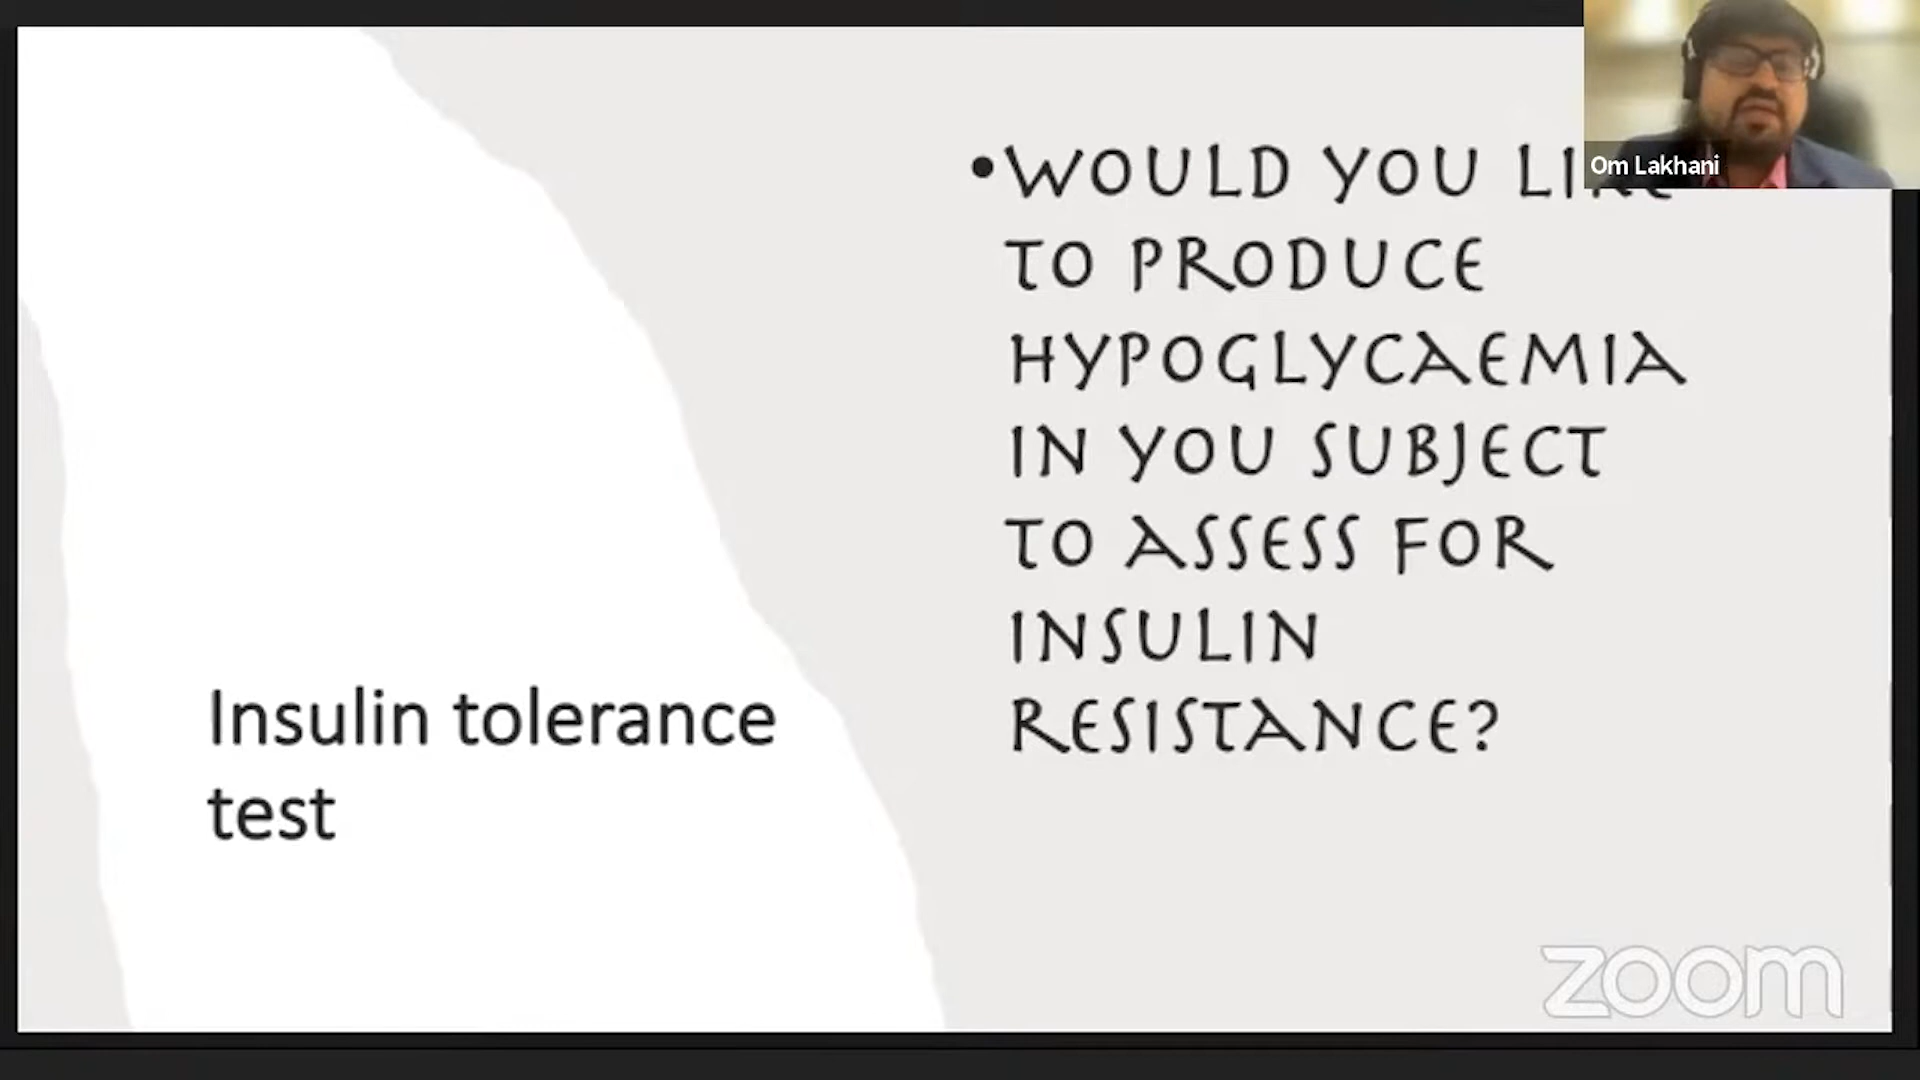 • WOULD YOU LIKE
TO PRODUCE
HYPOGLYCAEMIA
IN YOU SUBJECT
TO ASSESS FOR
INSULIN
RESISTANCE?
Insulin tolerance
test
Om Lakhani
zoom